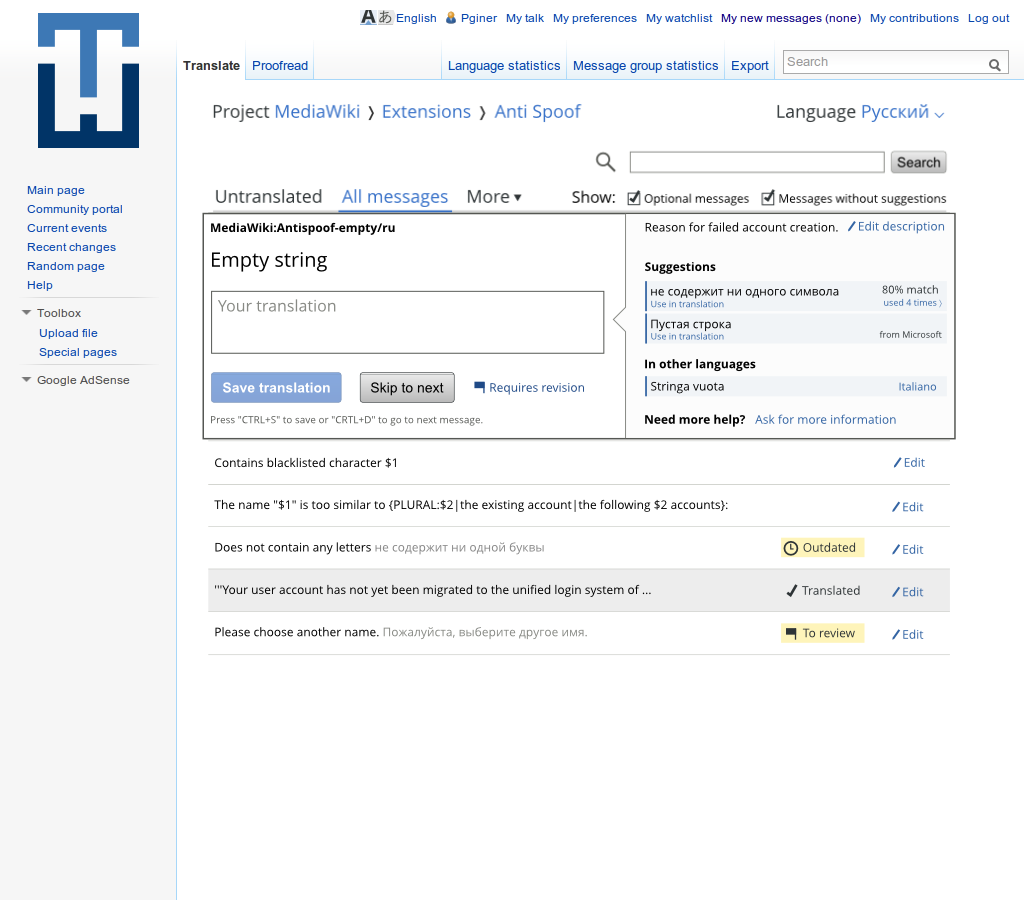 English Pginer My talk My preferences My watchlist My new messages (none) My contributions Log out
Translate Proofread Language statistics Message group statistics Export Search
Project MediaWiki ❭ Extensions ❭ Anti Spoof Language Русский
Search
Main page
Community portal
Current events
Recent changes
Random page
Help
Toolbox
Upload file
Special pages
Google AdSense
Untranslated All messages More ▾ Show: Optional messages Messages without suggestions
MediaWiki:Antispoof-empty/ru
Empty string
Your translation
Save translation Skip to next Requires revision
Press "CTRL+S" to save or "CRTL+D" to go to next message.
Reason for failed account creation. Edit description
Suggestions
не содержит ни одного символа 80% match
Use in translation used 4 times ⟩
Пустая строка
Use in translation from Microsoft
In other languages
Stringa vuota Italiano
Need more help? Ask for more information
Contains blacklisted character $1 Edit
The name "$1" is too similar to {PLURAL:$2|the existing account|the following $2 accounts}: Edit
Does not contain any letters не содержит ни одной буквы Outdated Edit
'''Your user account has not yet been migrated to the unified login system of ... Translated Edit
Please choose another name. Пожалуйста, выберите другое имя. To review Edit